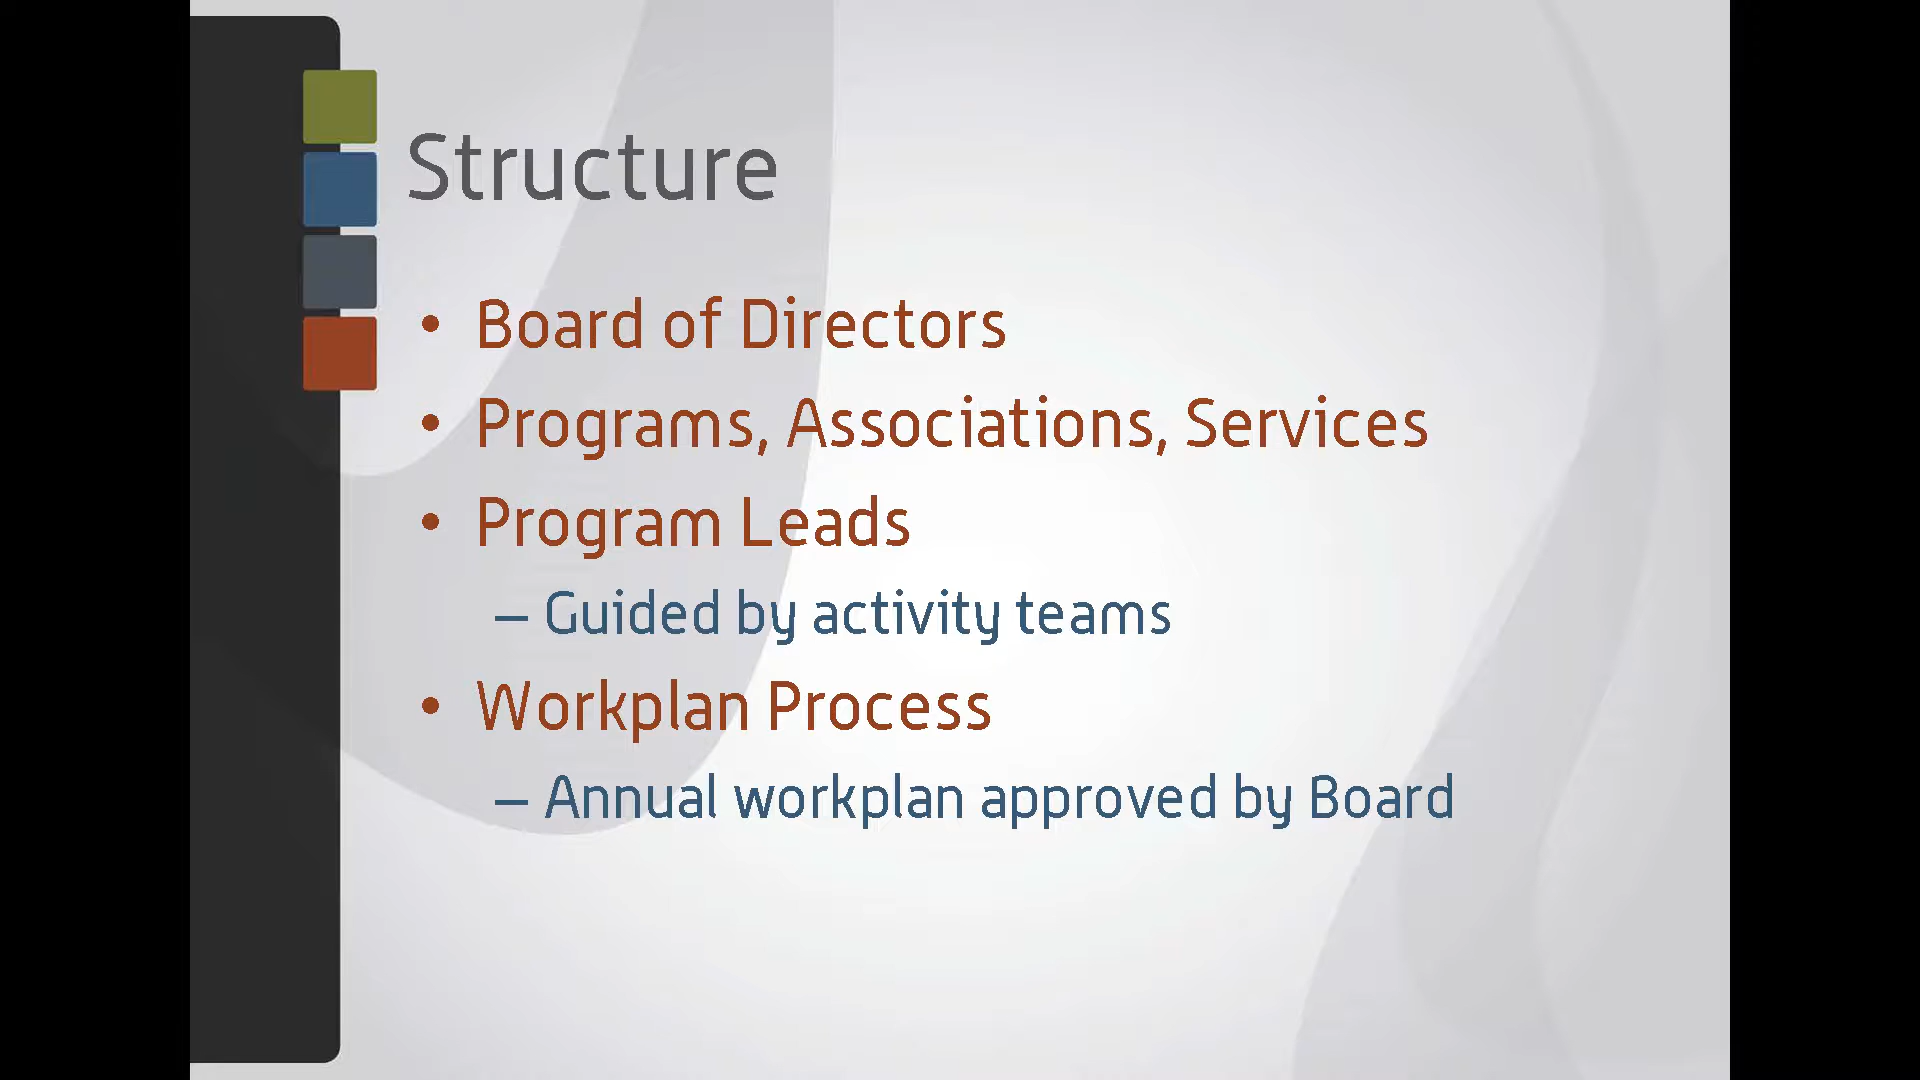 Structure
• Board of Directors
• Programs, Associations, Services
• Program Leads
– Guided by activity teams
• Workplan Process
– Annual workplan approved by Board